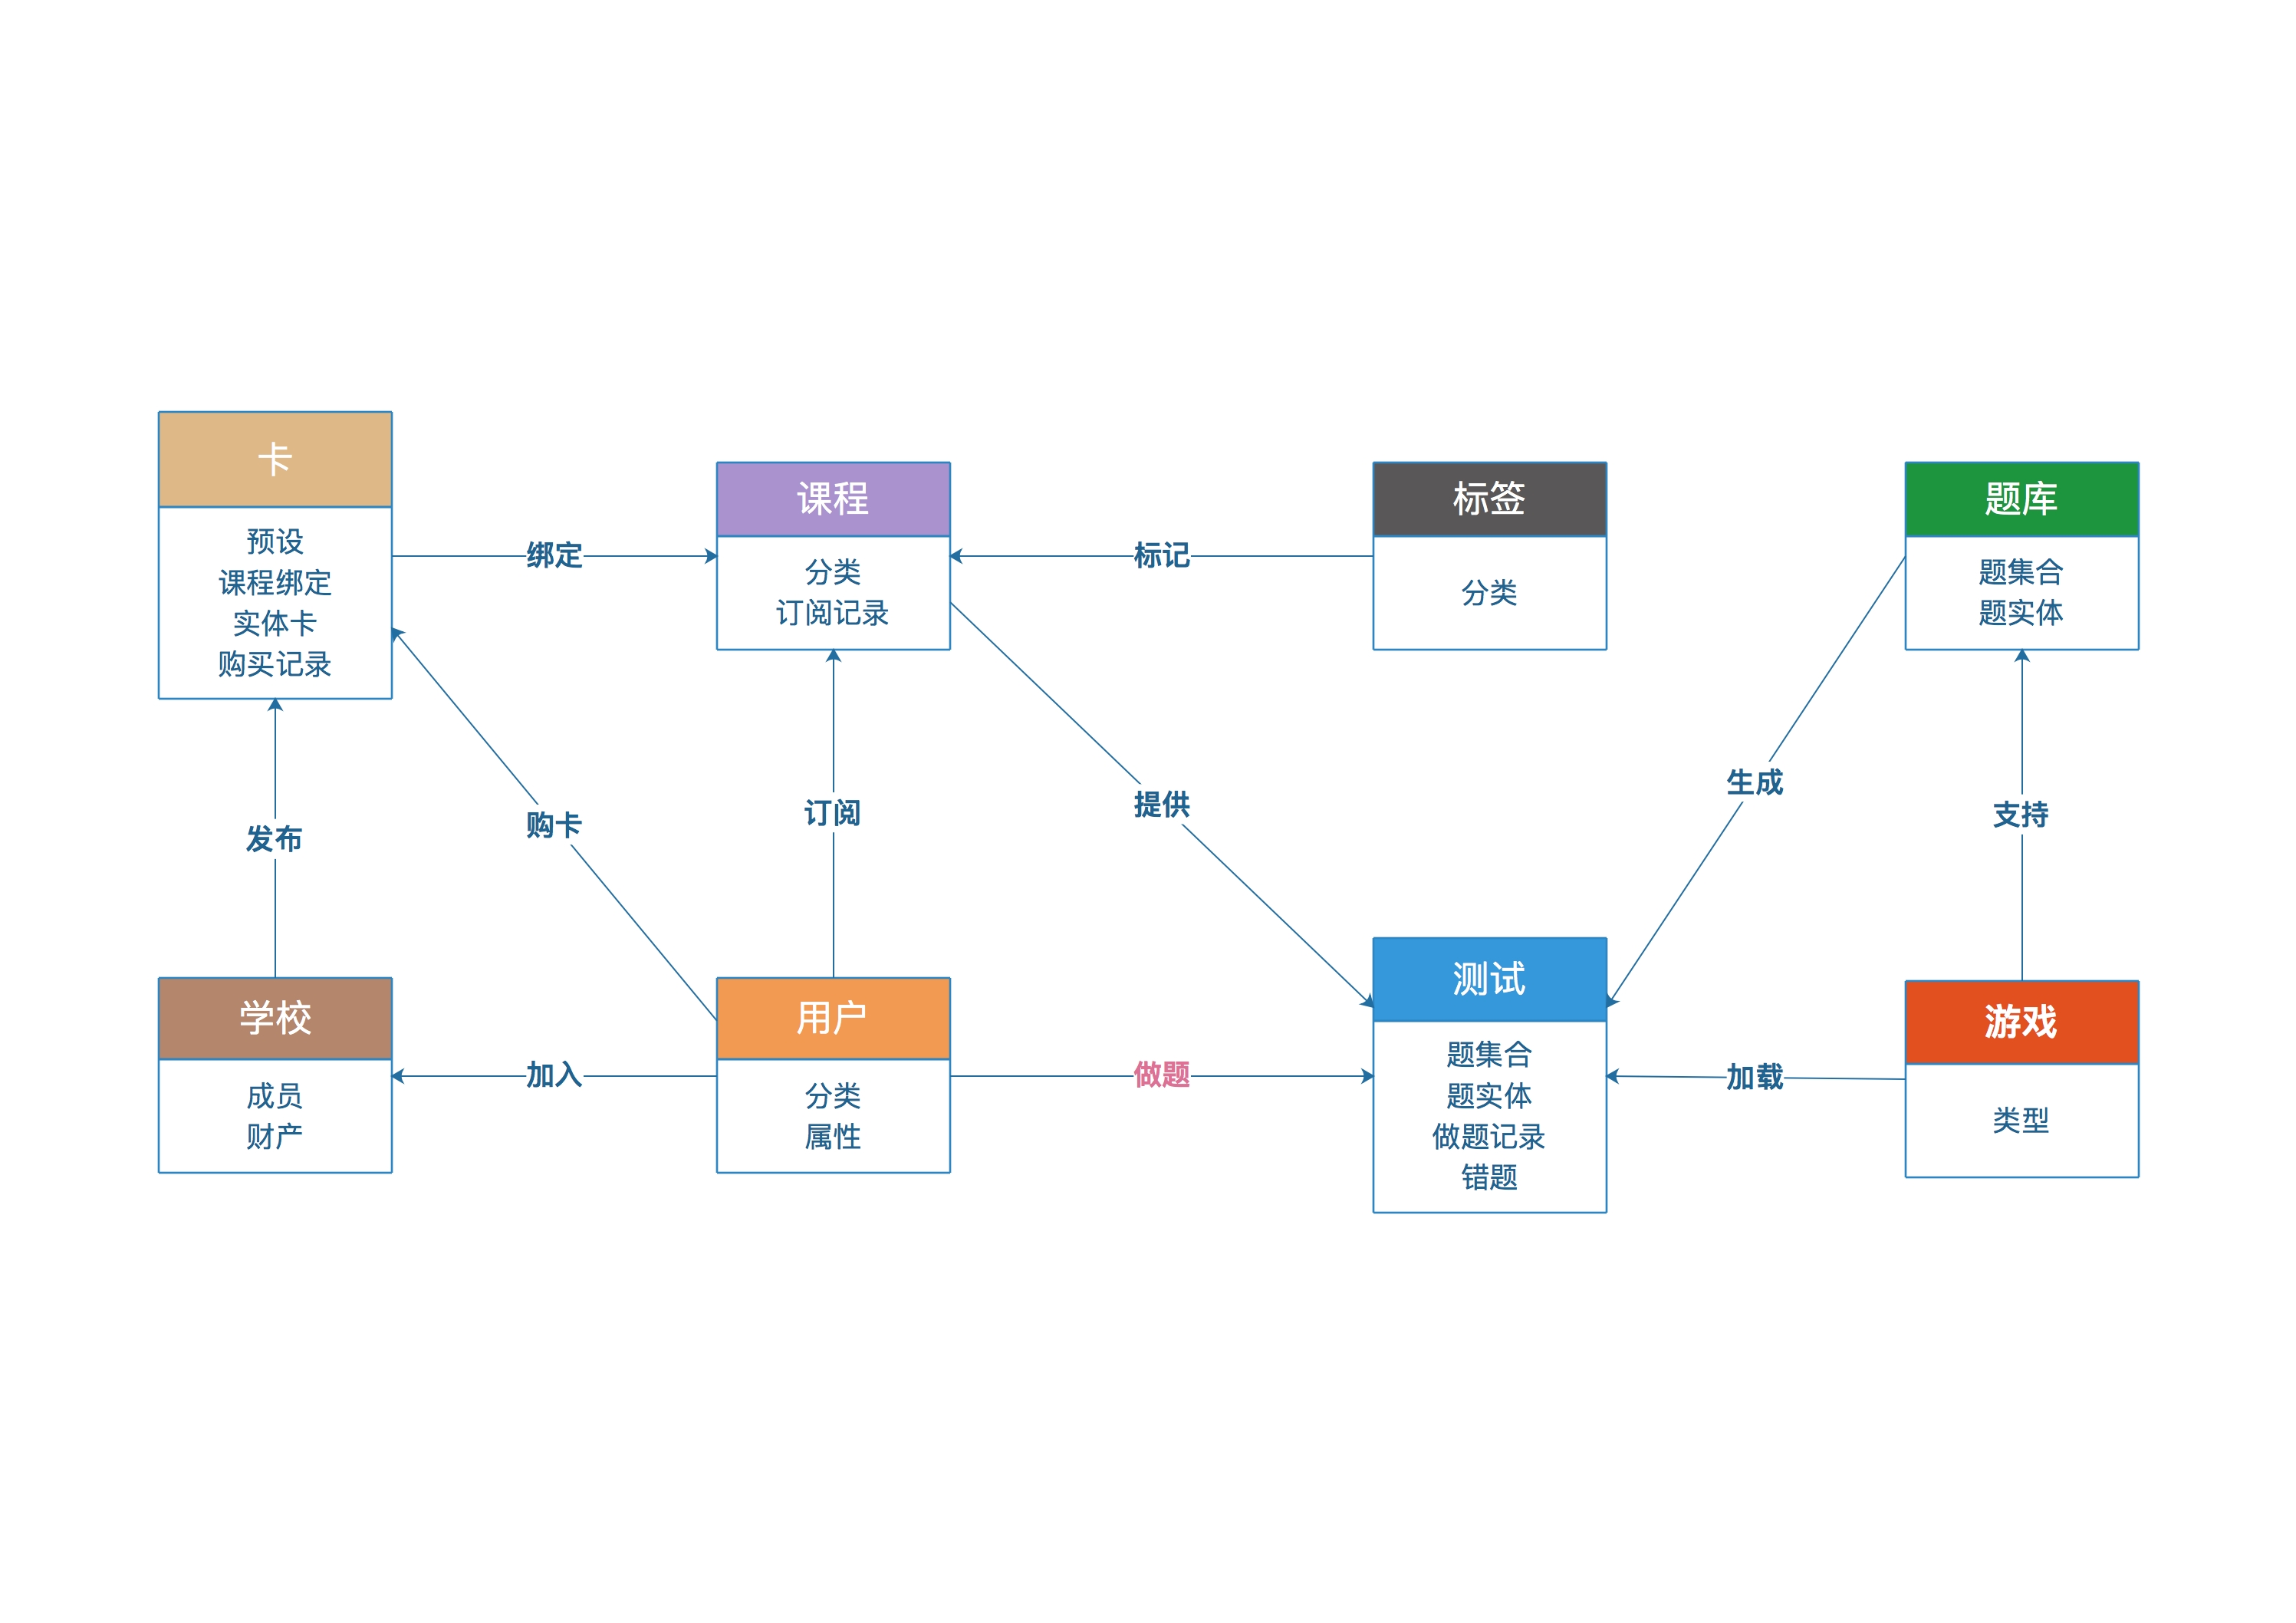 卡
预设
课程绑定
实体卡
购买记录
绑定
课程
分类
订阅记录
标记
标签
分类
题库
题集合
题实体
发布
购卡
订阅
提供
生成
支持
学校
成员
财产
加入
用户
分类
属性
做题
测试
题集合
题实体
做题记录
错题
加载
游戏
类型